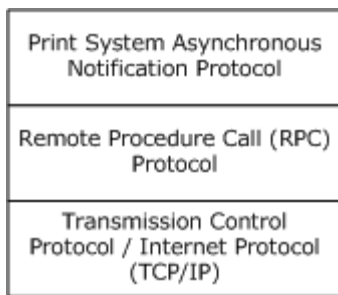 Print System Asynchronous
Notification Protocol
Remote Procedure Call (RPC)
Protocol
Transmission Control
Protocol / Internet Protocol
(TCP/IP)